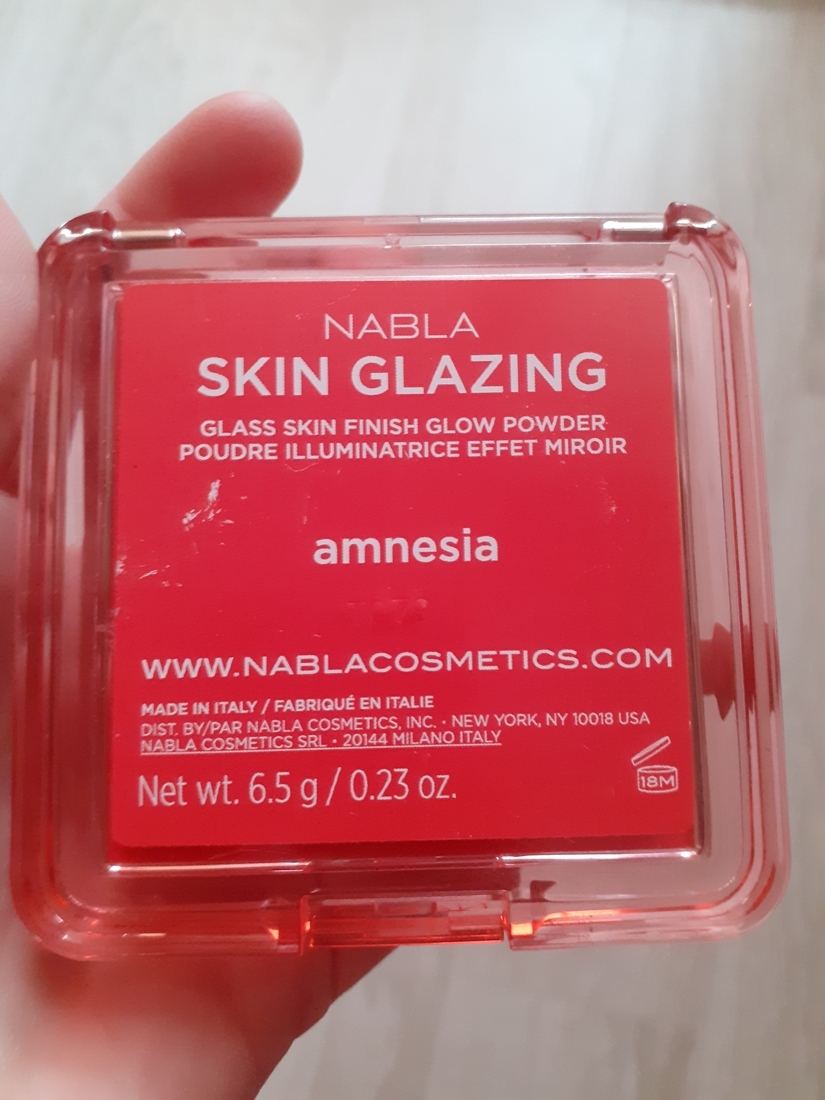 NABLA
SKIN GLAZING
GLASS SKIN FINISH GLOW POWDER
POUDRE ILLUMINATRICE EFFET MIROIR
amnesia
WWW.NABLACOSMETICS.COM
MADE IN ITALY / FABRIQUÉ EN ITALIE
DIST. BY/PAR NABLA COSMETICS, INC. · NEW YORK, NY 10018 USA
NABLA COSMETICS SRL · 20144 MILANO ITALY
Net wt. 6.5 g / 0.23 oz.
18M